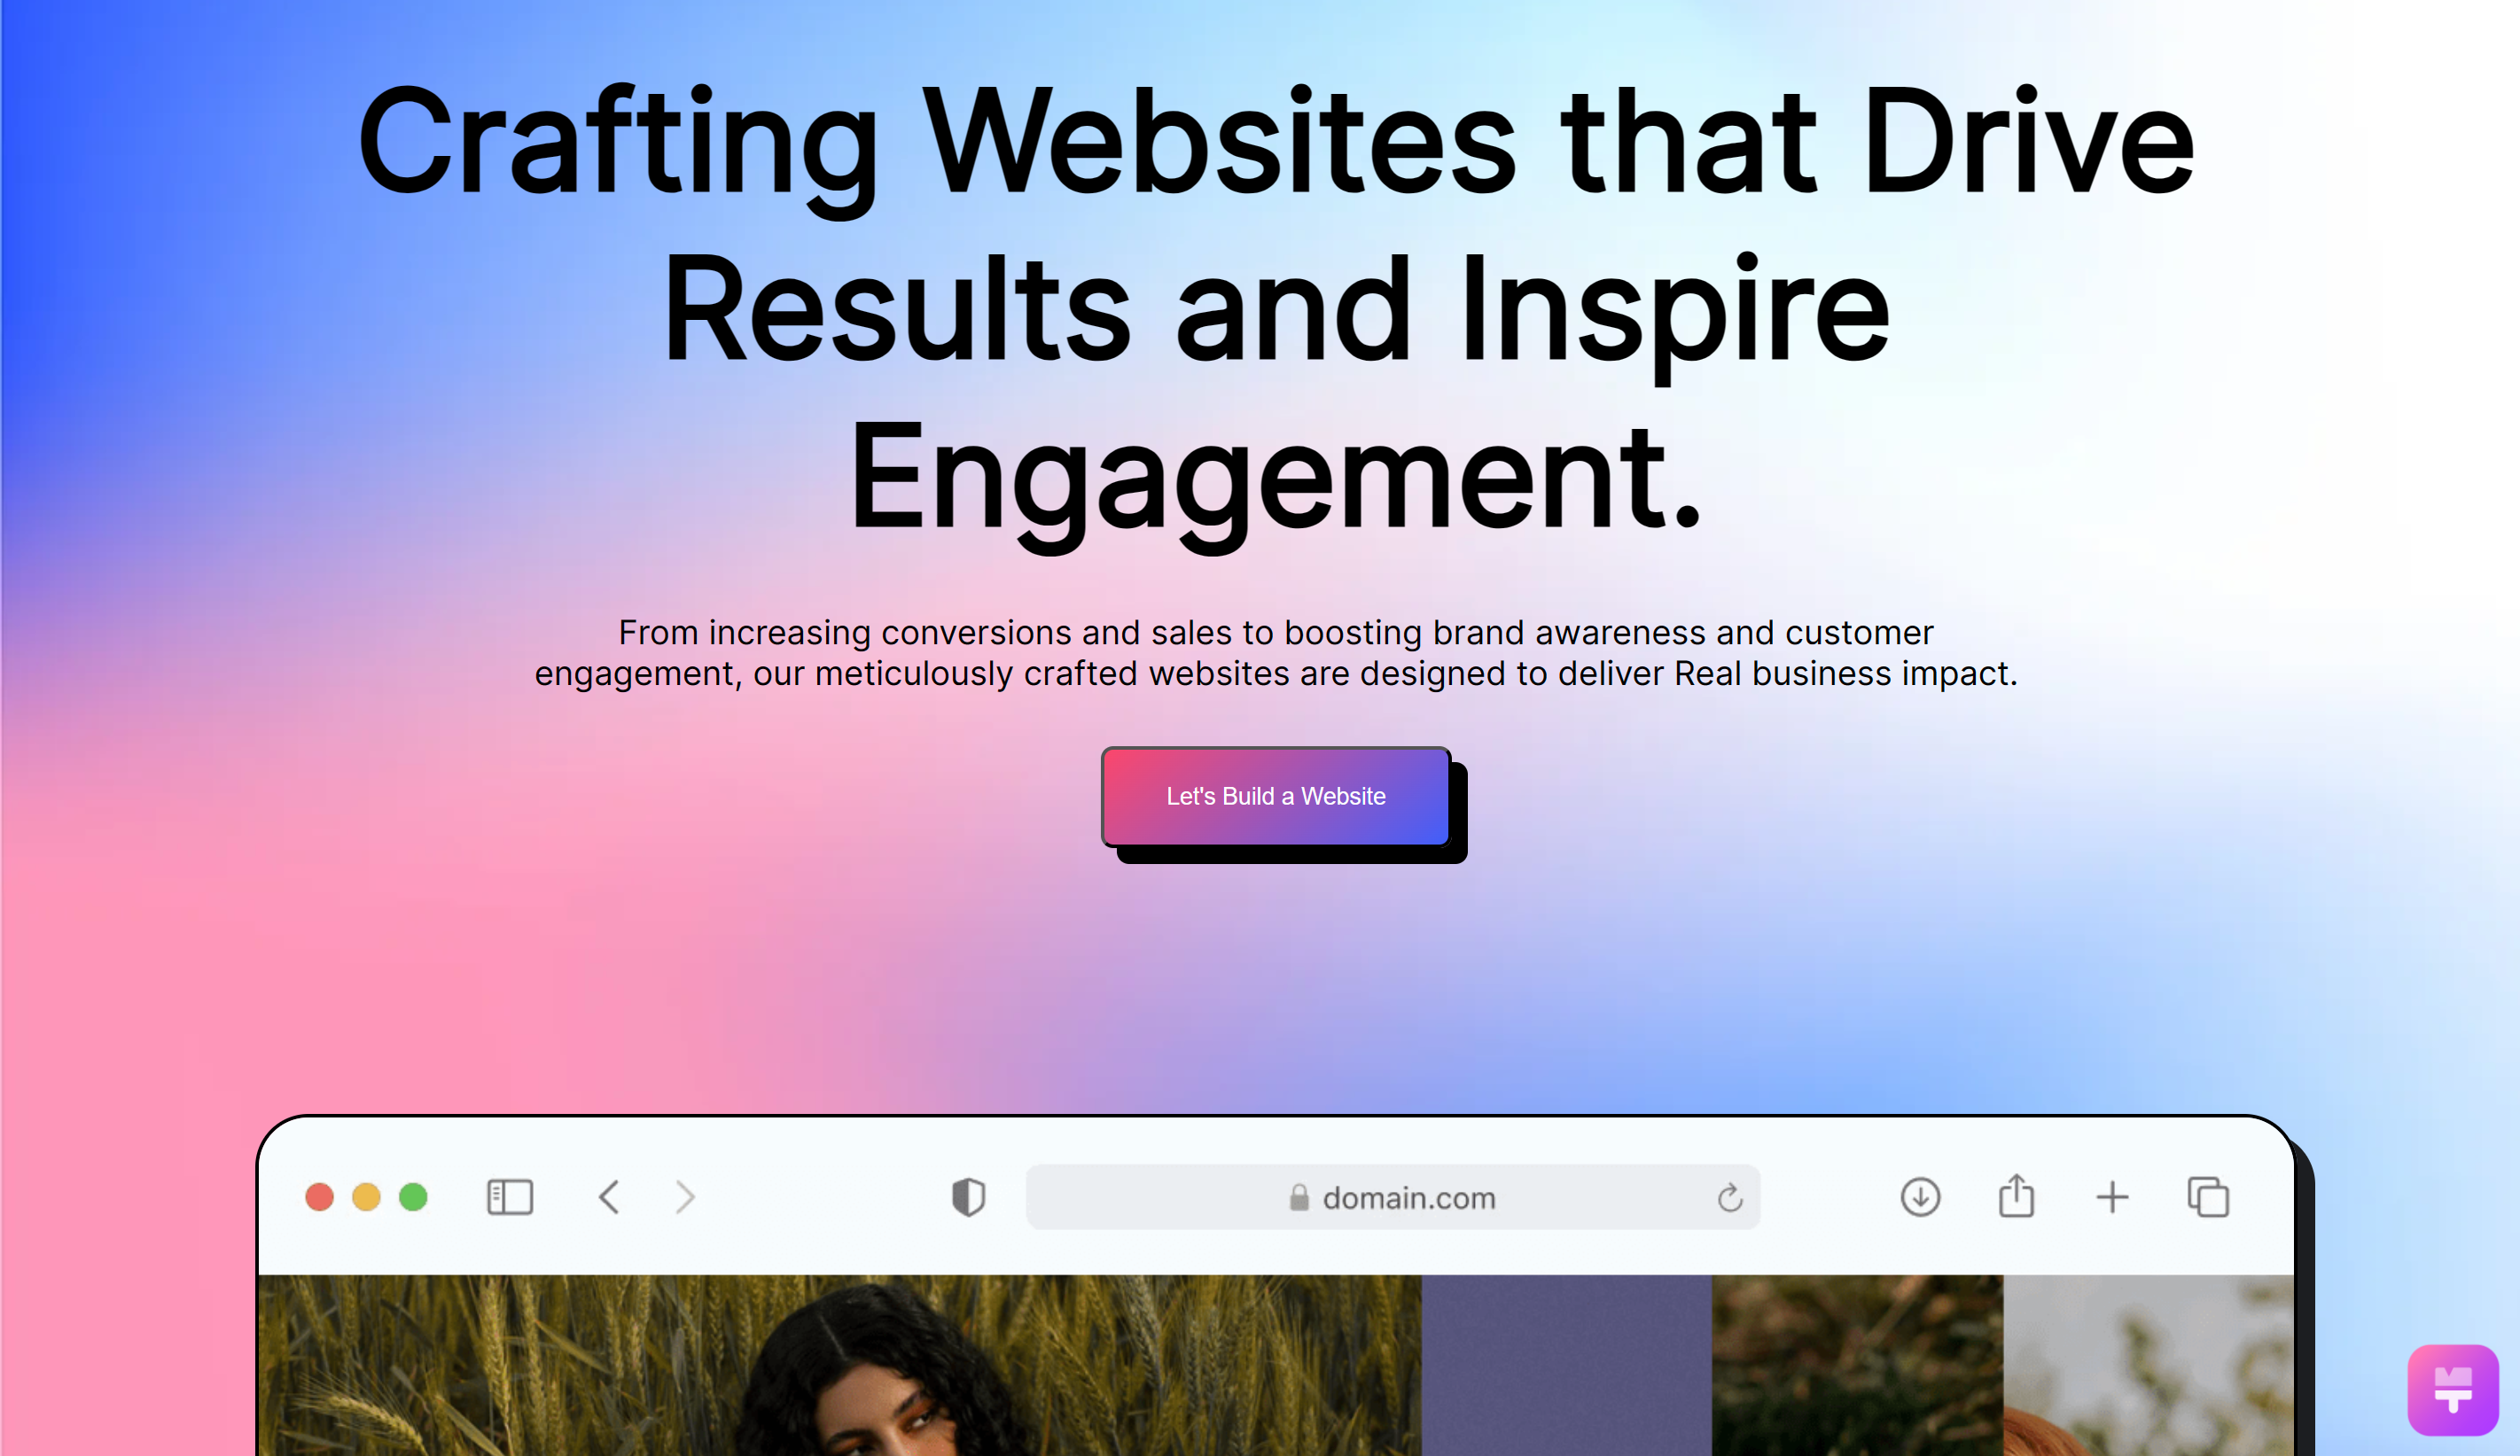 Crafting Websites that Drive
Results and Inspire
Engagement.
From increasing conversions and sales to boosting brand awareness and customer
engagement, our meticulously crafted websites are designed to deliver Real business impact.
Let's Build a Website
domain.com